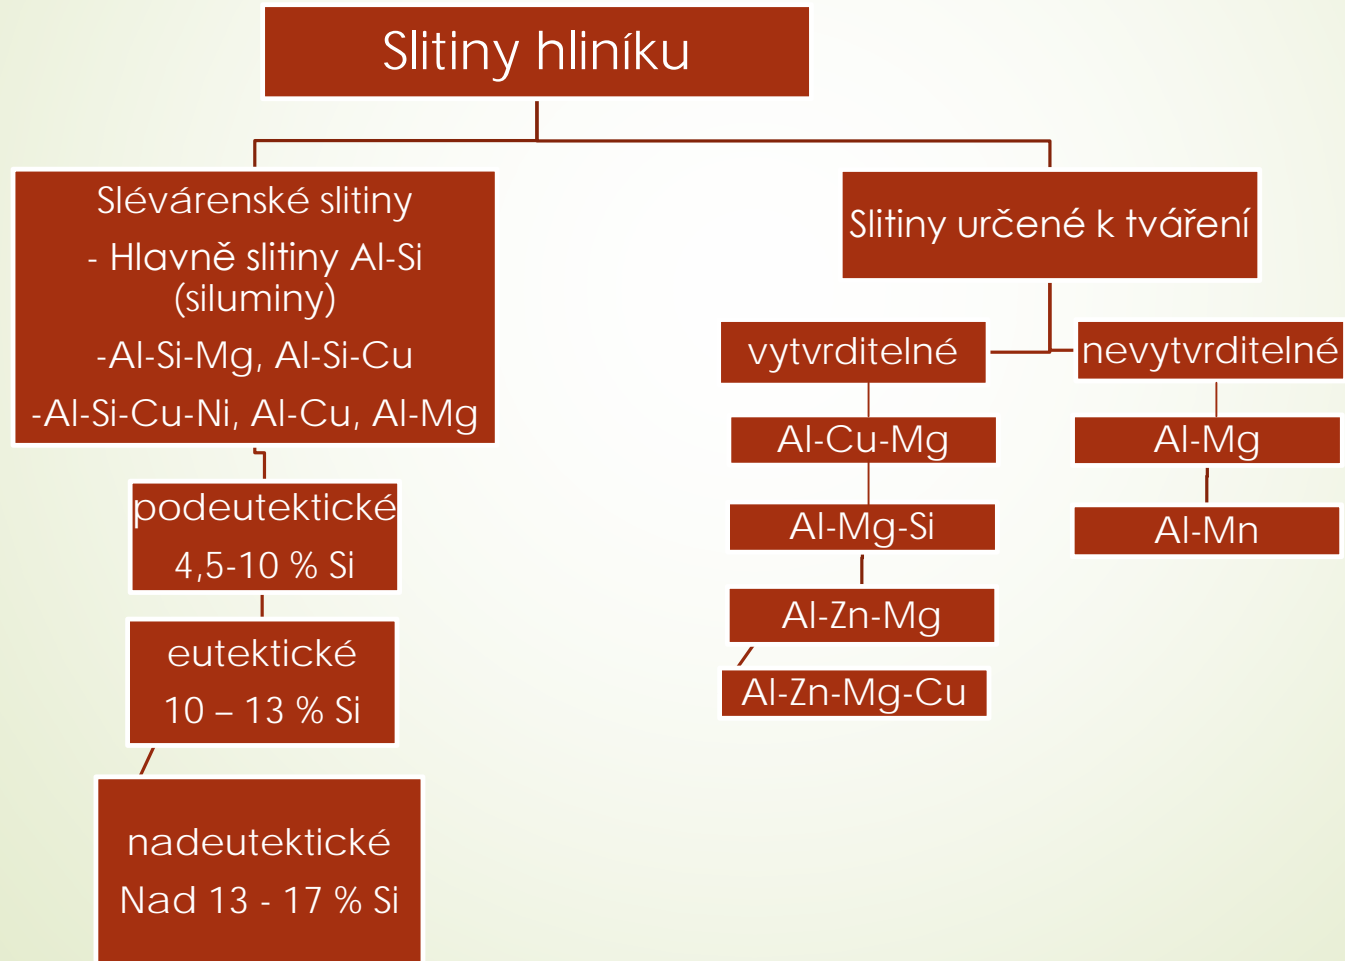 Slitiny hliníku
Slévárenské slitiny
- Hlavně slitiny Al-Si
(siluminy)
-Al-Si-Mg, Al-Si-Cu
-Al-Si-Cu-Ni, Al-Cu, Al-Mg
podeutektické
4,5-10 % Si
eutektické
10 – 13 % Si
nadeutektické
Nad 13 - 17 % Si
Slitiny určené k tváření
vytvrditelné
Al-Cu-Mg
Al-Mg-Si
Al-Zn-Mg
Al-Zn-Mg-Cu
nevytvrditelné
Al-Mg
Al-Mn